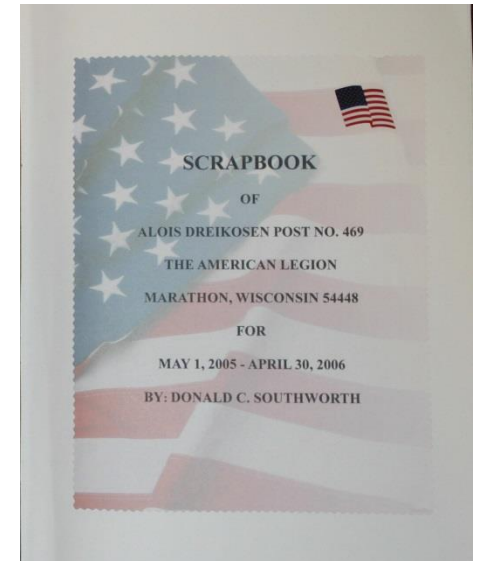 SCRAPBOOK
OF
ALOIS DREIKOSEN POST NO. 469
THE AMERICAN LEGION
MARATHON, WISCONSIN 54448
FOR
MAY 1, 2005 - APRIL 30, 2006
BY: DONALD C. SOUTHWORTH